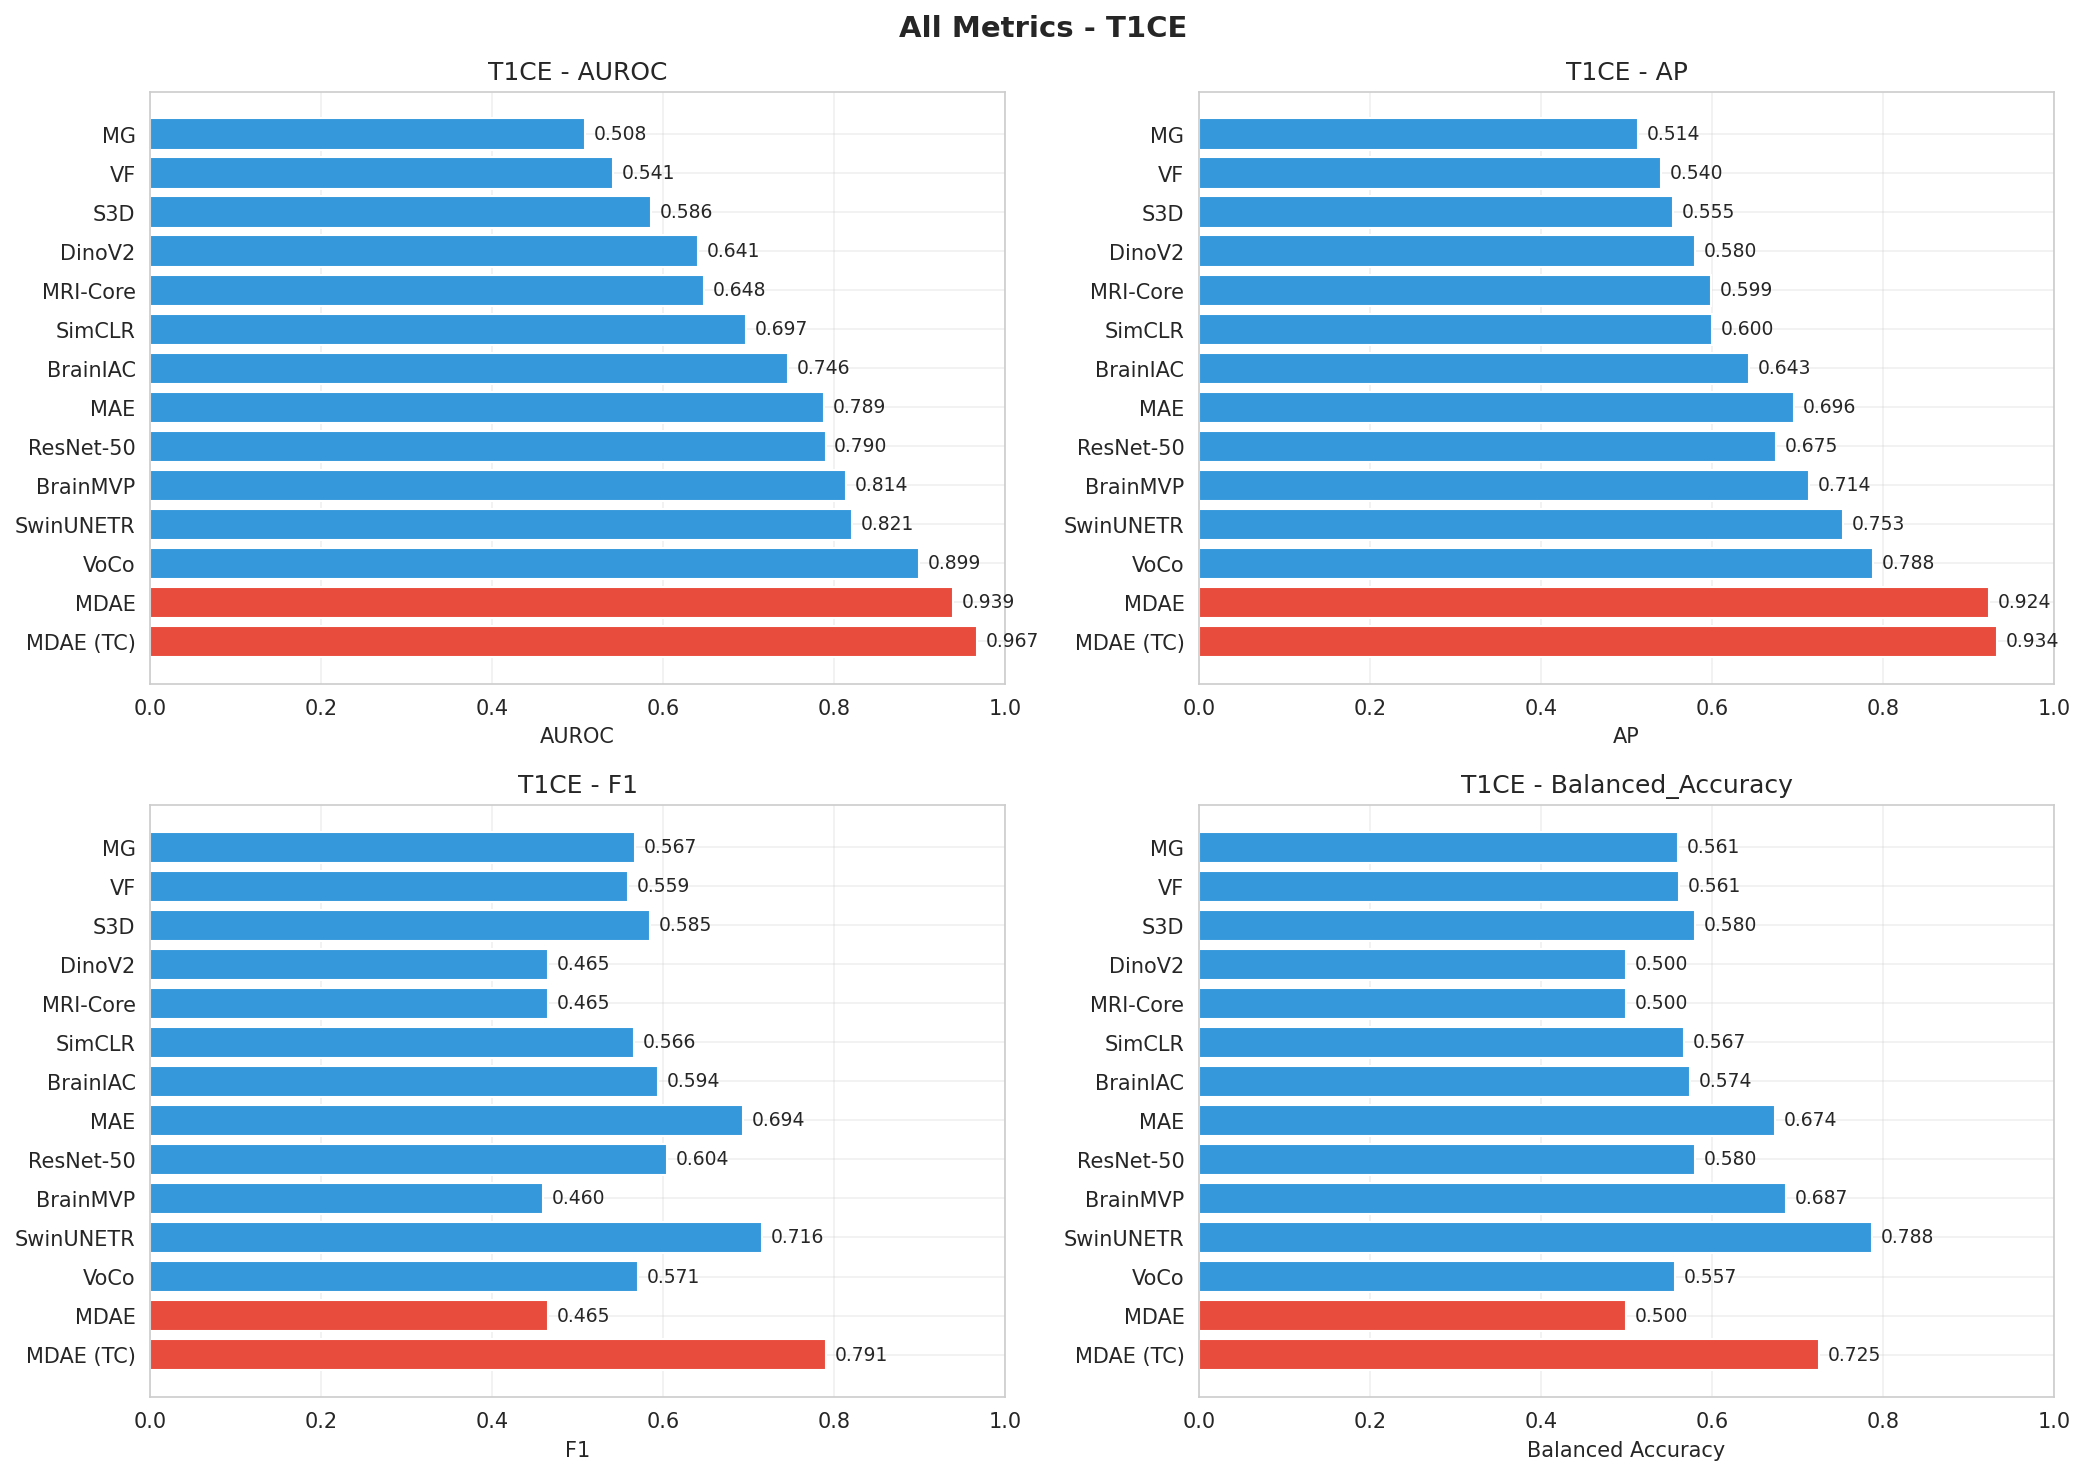 All Metrics - T1CE
T1CE - AUROC
MG 0.508
VF 0.541
S3D 0.586
DinoV2 0.641
MRI-Core 0.648
SimCLR 0.697
BrainIAC 0.746
MAE 0.789
ResNet-50 0.790
BrainMVP 0.814
SwinUNETR 0.821
VoCo 0.899
MDAE 0.939
MDAE (TC) 0.967
0.0 0.2 0.4 0.6 0.8 1.0
AUROC
T1CE - AP
MG 0.514
VF 0.540
S3D 0.555
DinoV2 0.580
MRI-Core 0.599
SimCLR 0.600
BrainIAC 0.643
MAE 0.696
ResNet-50 0.675
BrainMVP 0.714
SwinUNETR 0.753
VoCo 0.788
MDAE 0.924
MDAE (TC) 0.934
0.0 0.2 0.4 0.6 0.8 1.0
AP
T1CE - F1
MG 0.567
VF 0.559
S3D 0.585
DinoV2 0.465
MRI-Core 0.465
SimCLR 0.566
BrainIAC 0.594
MAE 0.694
ResNet-50 0.604
BrainMVP 0.460
SwinUNETR 0.716
VoCo 0.571
MDAE 0.465
MDAE (TC) 0.791
0.0 0.2 0.4 0.6 0.8 1.0
F1
T1CE - Balanced_Accuracy
MG 0.561
VF 0.561
S3D 0.580
DinoV2 0.500
MRI-Core 0.500
SimCLR 0.567
BrainIAC 0.574
MAE 0.674
ResNet-50 0.580
BrainMVP 0.687
SwinUNETR 0.788
VoCo 0.557
MDAE 0.500
MDAE (TC) 0.725
0.0 0.2 0.4 0.6 0.8 1.0
Balanced Accuracy